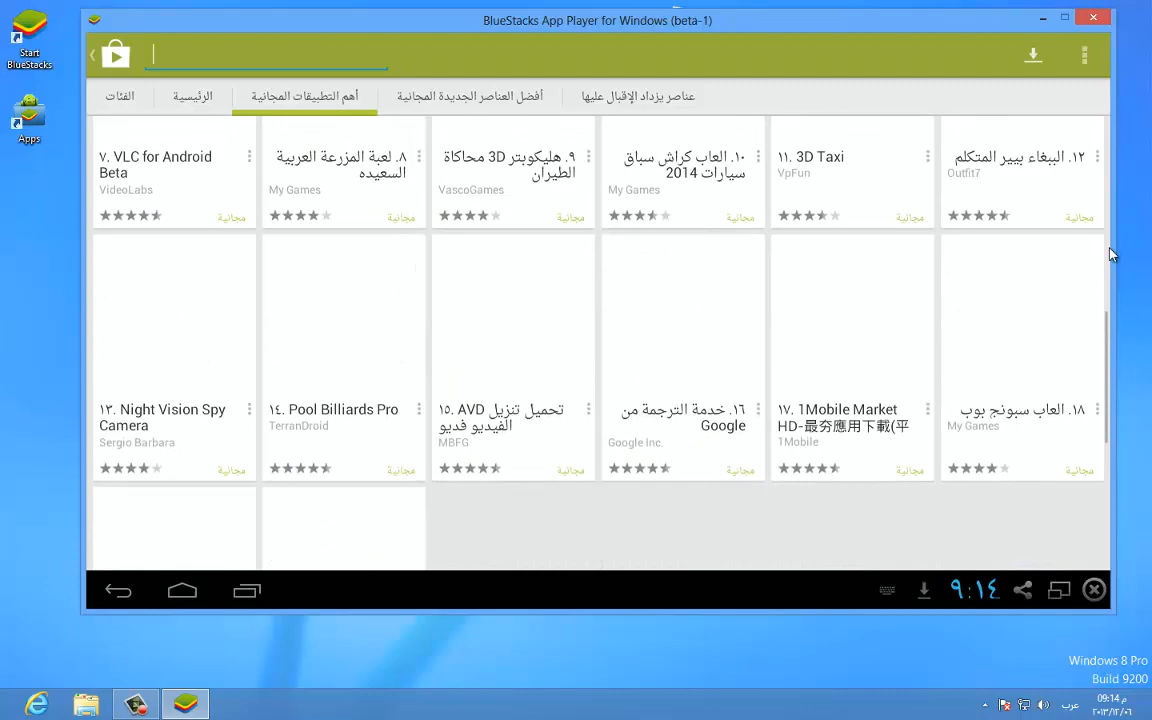 Start
BlueStacks
Apps
BlueStacks App Player for Windows (beta-1)
الفئات
الرئيسية
أهم التطبيقات المجانية
أفضل العناصر الجديدة المجانية
عناصر يزداد الإقبال عليها
٧. VLC for Android
Beta
VideoLabs
مجانية
٨. لعبة المزرعة العربية
السعيده
My Games
مجانية
٩. هليكوبتر 3D محاكاة
الطيران
VascoGames
مجانية
١٠. العاب كراش سباق
سيارات 2014
My Games
مجانية
١١. 3D Taxi
VpFun
مجانية
١٢. الببغاء بيير المتكلم
Outfit7
مجانية
١٣. Night Vision Spy
Camera
Sergio Barbara
مجانية
١٤. Pool Billiards Pro
TerranDroid
مجانية
١٥. AVD تحميل تنزيل
الفيديو فديو
MBFG
مجانية
١٦. خدمة الترجمة من
Google
Google Inc.
مجانية
١٧. 1Mobile Market
HD-最夯應用下載(平
1Mobile
مجانية
١٨. العاب سبونج بوب
My Games
مجانية
٩:١٤
Windows 8 Pro
Build 9200
عرب
09:14 م
٢٠١٣/١٢/٠٦